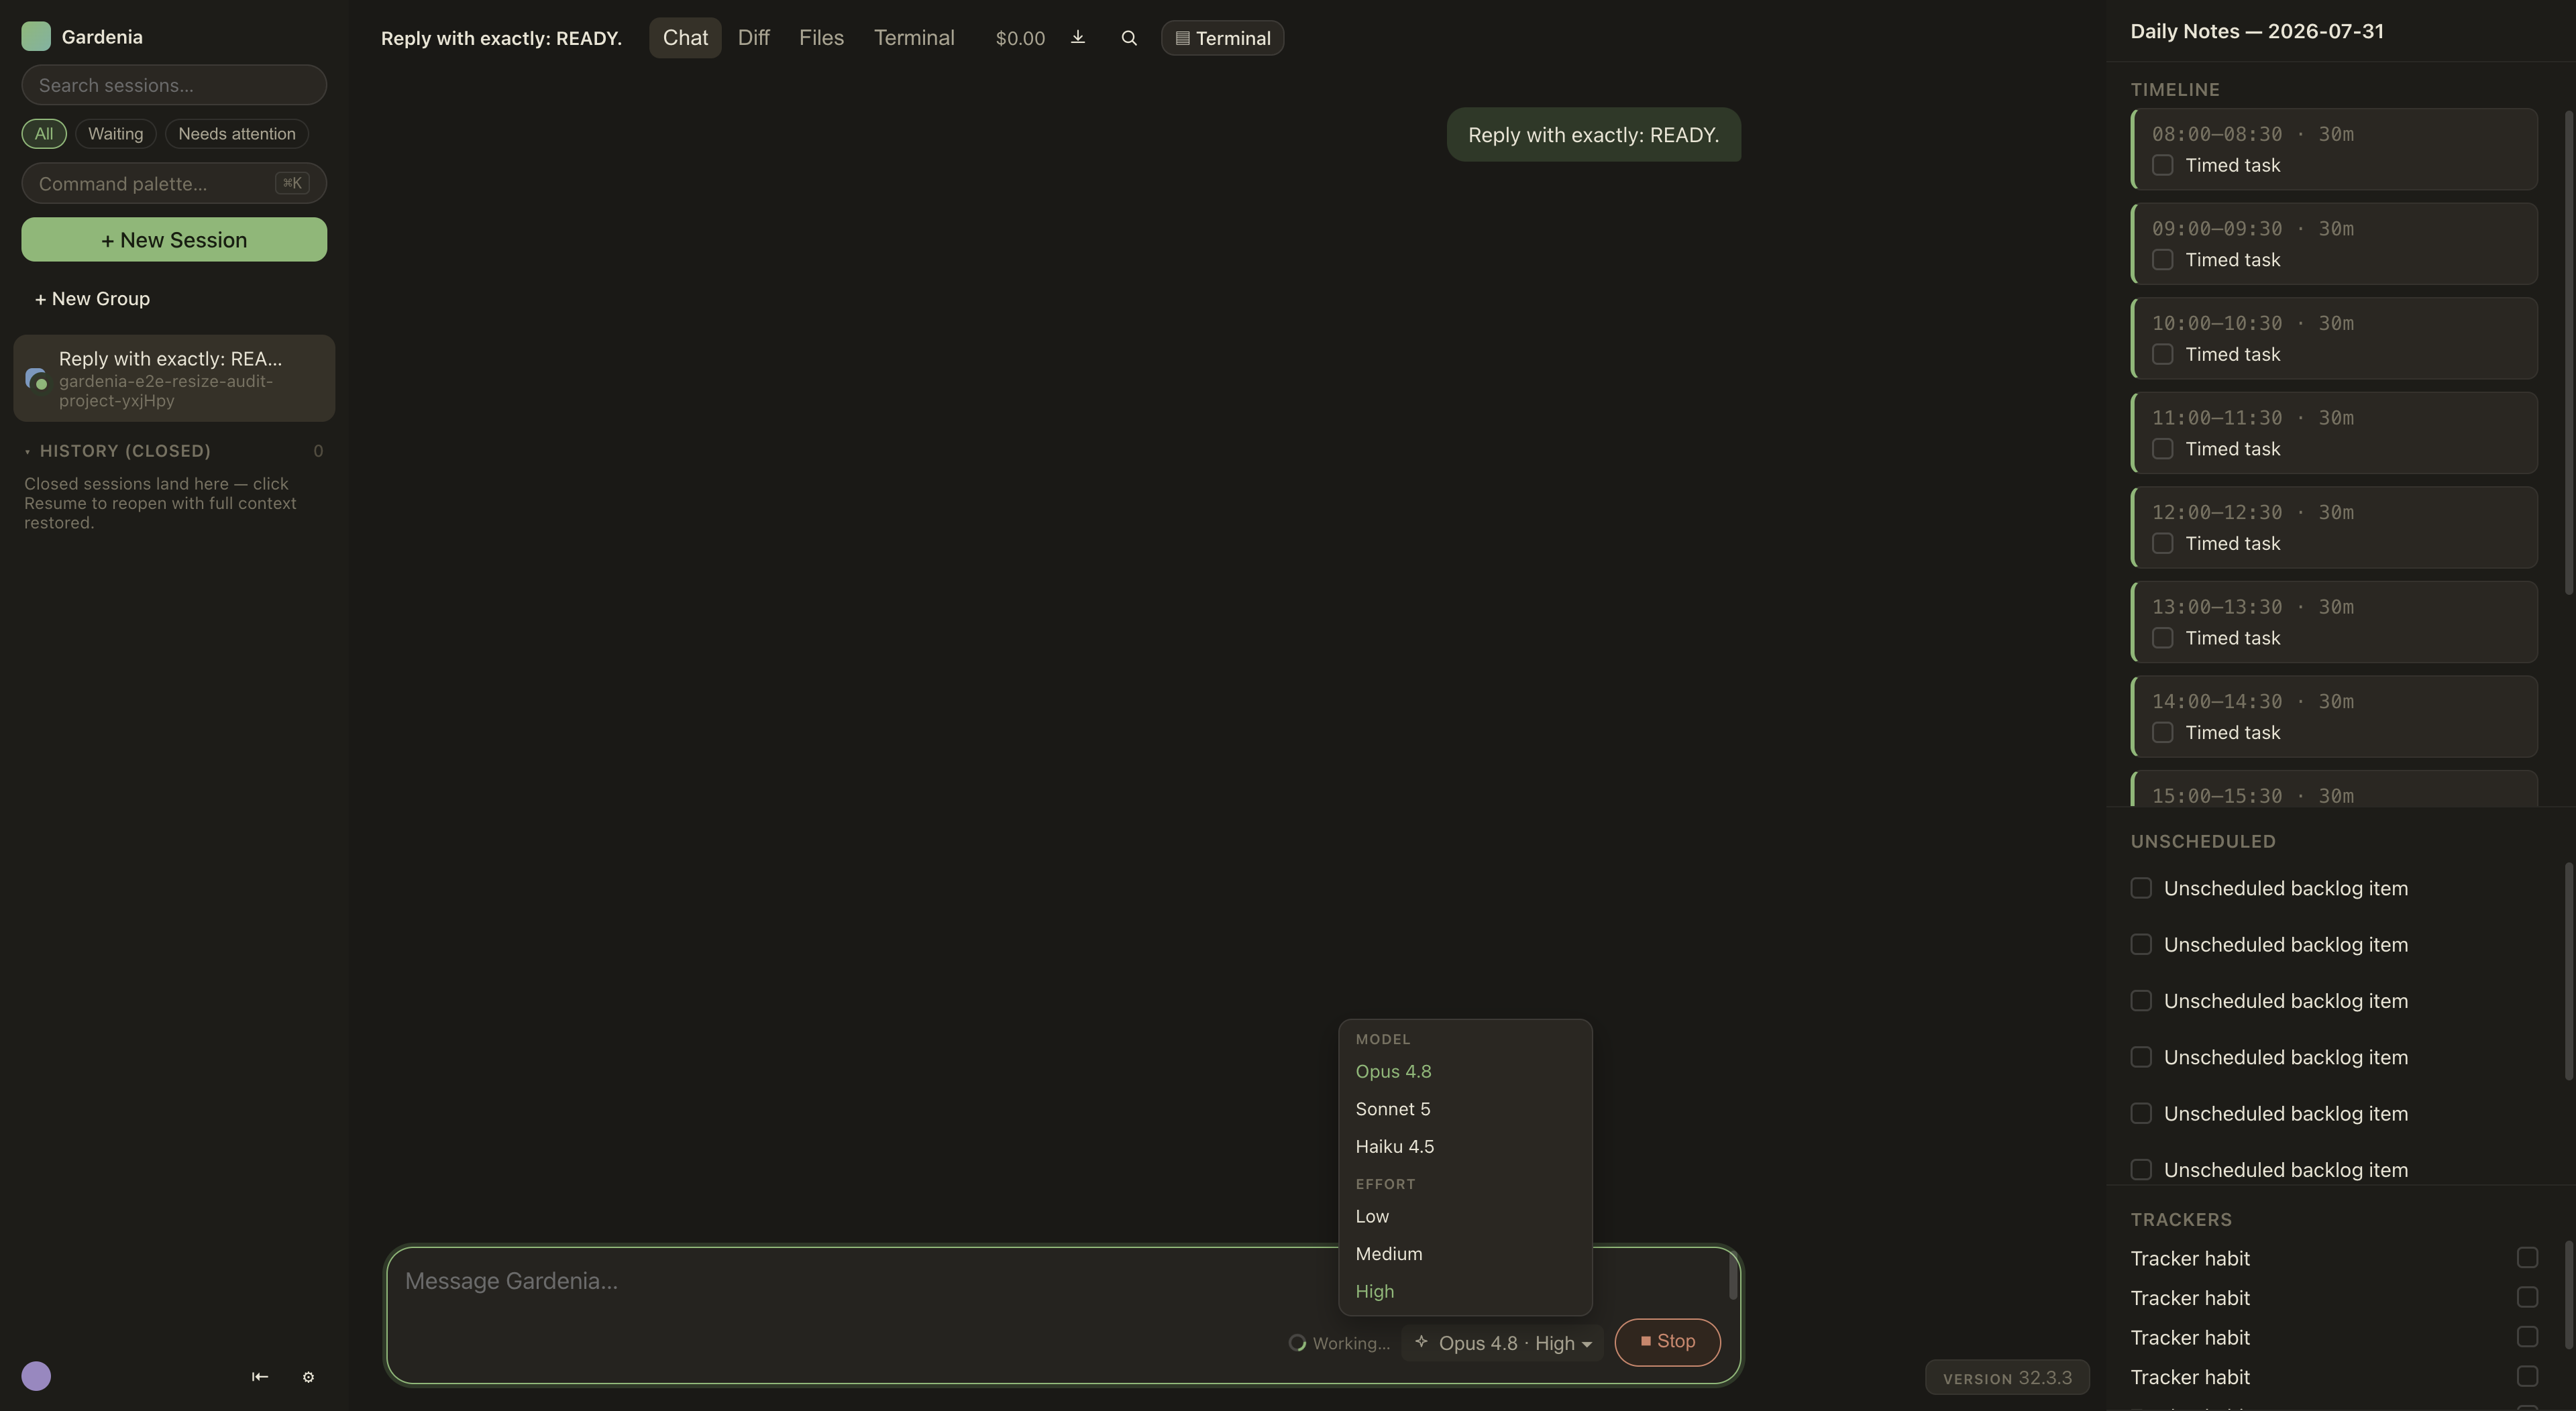 Gardenia
Search sessions...
All
Waiting
Needs attention
Command palette...
⌘K
+ New Session
+ New Group
Reply with exactly: REA...
gardenia-e2e-resize-audit-
project-yxjHpy
HISTORY (CLOSED)
0
Closed sessions land here — click
Resume to reopen with full context
restored.
Reply with exactly: READY.
Chat
Diff
Files
Terminal
$0.00
Terminal
Reply with exactly: READY.
MODEL
Opus 4.8
Sonnet 5
Haiku 4.5
EFFORT
Low
Medium
High
Message Gardenia...
Working...
Opus 4.8 · High
Stop
VERSION 32.3.3
Daily Notes — 2026-07-31
TIMELINE
08:00–08:30 · 30m
Timed task
09:00–09:30 · 30m
Timed task
10:00–10:30 · 30m
Timed task
11:00–11:30 · 30m
Timed task
12:00–12:30 · 30m
Timed task
13:00–13:30 · 30m
Timed task
14:00–14:30 · 30m
Timed task
15:00–15:30 · 30m
UNSCHEDULED
Unscheduled backlog item
Unscheduled backlog item
Unscheduled backlog item
Unscheduled backlog item
Unscheduled backlog item
Unscheduled backlog item
TRACKERS
Tracker habit
Tracker habit
Tracker habit
Tracker habit